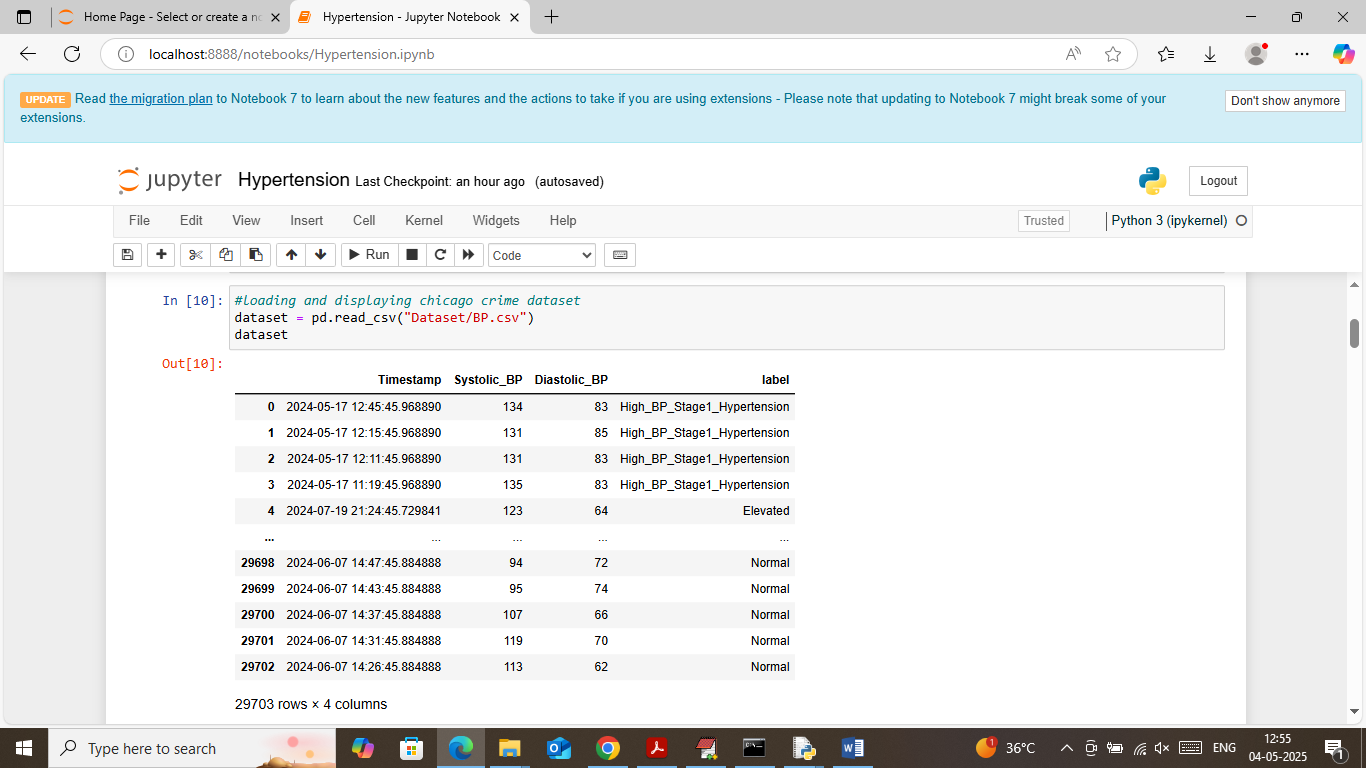 Home Page - Select or create a no
Hypertension - Jupyter Notebook
localhost:8888/notebooks/Hypertension.ipynb
UPDATE Read the migration plan to Notebook 7 to learn about the new features and the actions to take if you are using extensions - Please note that updating to Notebook 7 might break some of your
extensions.
Don't show anymore
jupyter Hypertension Last Checkpoint: an hour ago (autosaved)
Logout
File Edit View Insert Cell Kernel Widgets Help
Trusted
Python 3 (ipykernel)
Run
Code
In [10]: #loading and displaying chicago crime dataset
dataset = pd.read_csv("Dataset/BP.csv")
dataset
Out[10]:
Timestamp Systolic_BP Diastolic_BP label
0 2024-05-17 12:45:45.968890 134 83 High_BP_Stage1_Hypertension
1 2024-05-17 12:15:45.968890 131 85 High_BP_Stage1_Hypertension
2 2024-05-17 12:11:45.968890 131 83 High_BP_Stage1_Hypertension
3 2024-05-17 11:19:45.968890 135 83 High_BP_Stage1_Hypertension
4 2024-07-19 21:24:45.729841 123 64 Elevated
... ... ... ... ...
29698 2024-06-07 14:47:45.884888 94 72 Normal
29699 2024-06-07 14:43:45.884888 95 74 Normal
29700 2024-06-07 14:37:45.884888 107 66 Normal
29701 2024-06-07 14:31:45.884888 119 70 Normal
29702 2024-06-07 14:26:45.884888 113 62 Normal
29703 rows × 4 columns
Type here to search
1
36°C
ENG
12:55
04-05-2025
1